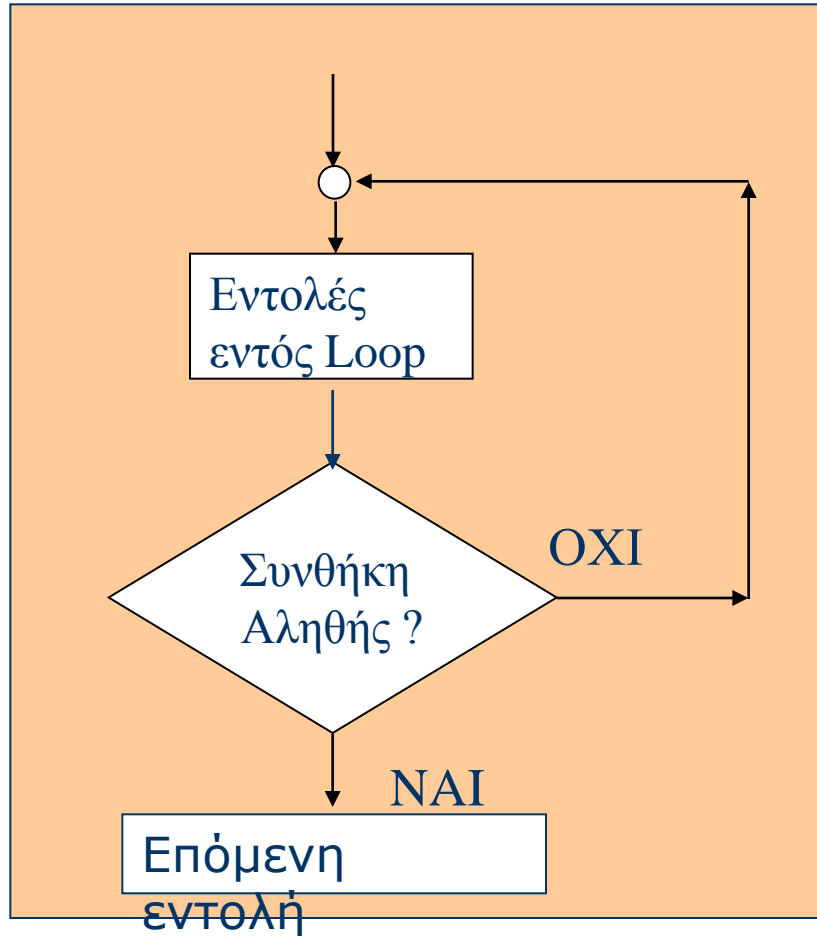 Εντολές
εντός Loop
Συνθήκη
Αληθής ?
ΟΧΙ
ΝΑΙ
Επόμενη
εντολή